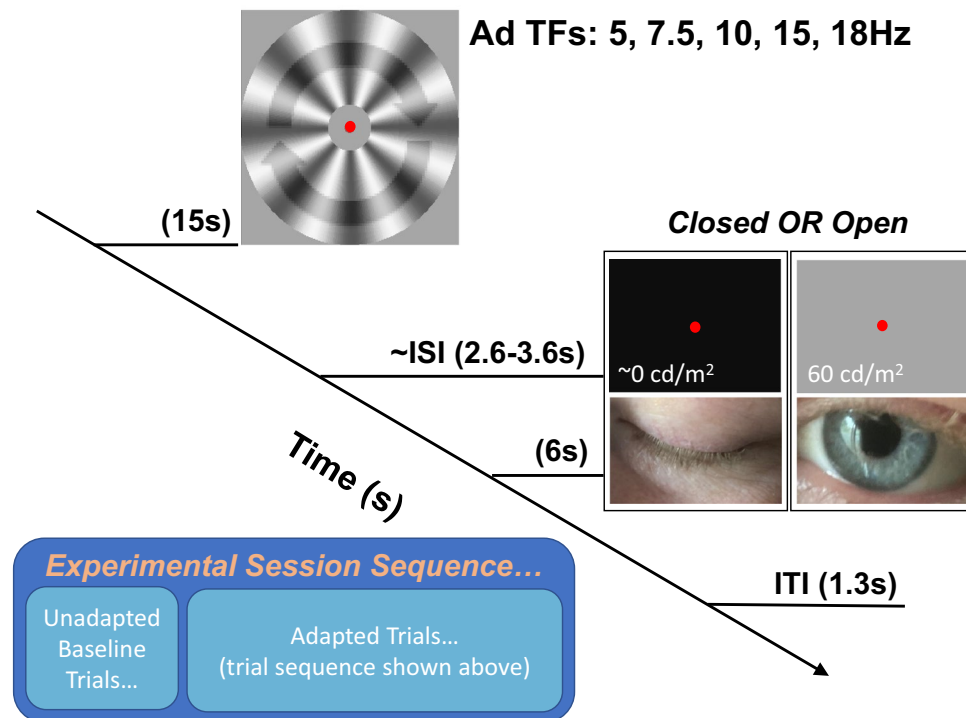 Ad TFs: 5, 7.5, 10, 15, 18Hz
(15s)
Closed OR Open
~ISI (2.6-3.6s)
~0 cd/m²
60 cd/m²
(6s)
Time (s)
ITI (1.3s)
Experimental Session Sequence…
Unadapted
Baseline
Trials…
Adapted Trials…
(trial sequence shown above)